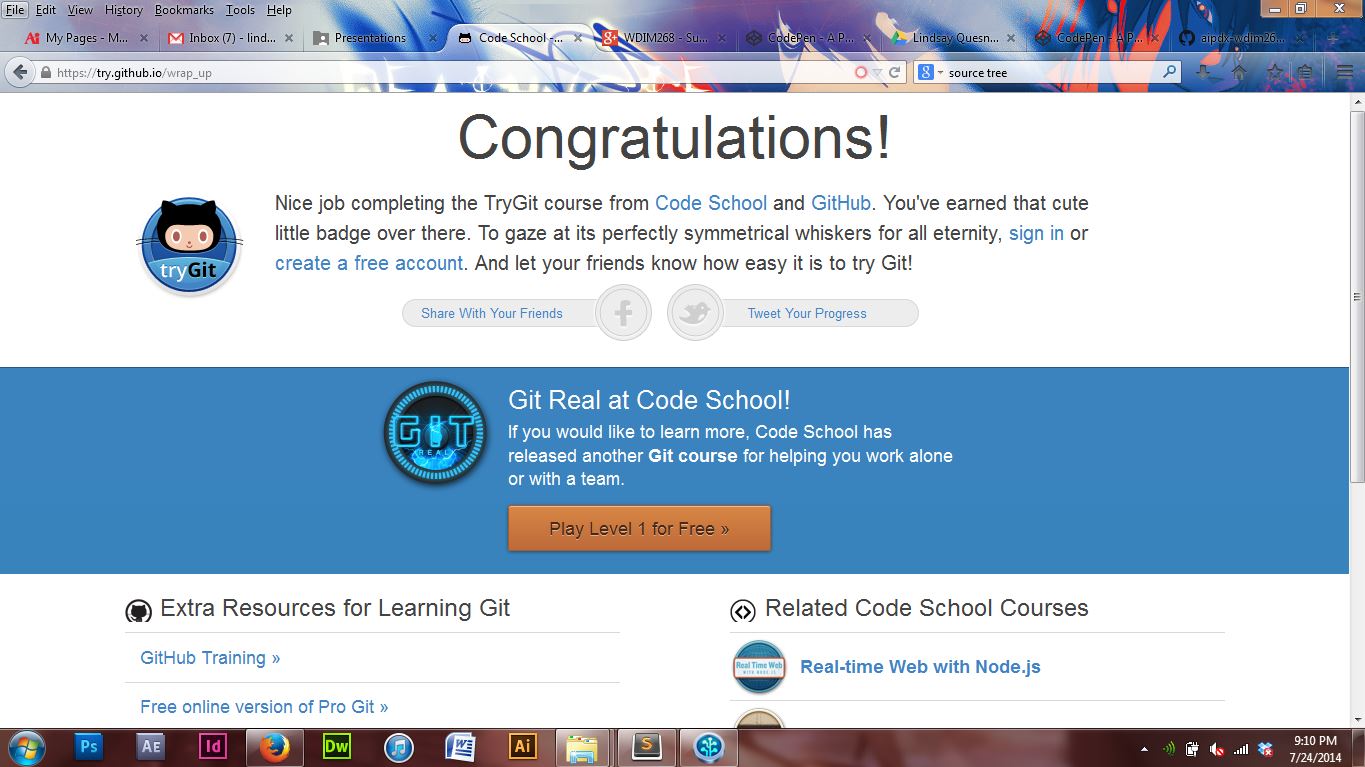 File Edit View History Bookmarks Tools Help
My Pages - M... Inbox (7) - lind... Presentations Code School -... WDIM268 - Su... CodePen - A P... Lindsay Quesn... CodePen - A P... aipdx-wdim26...
https://try.github.io/wrap_up source tree
Congratulations!
Nice job completing the TryGit course from Code School and GitHub. You've earned that cute
little badge over there. To gaze at its perfectly symmetrical whiskers for all eternity, sign in or
create a free account. And let your friends know how easy it is to try Git!
tryGit
Share With Your Friends Tweet Your Progress
Git Real at Code School!
GIT
REAL
If you would like to learn more, Code School has
released another Git course for helping you work alone
or with a team.
Play Level 1 for Free »
Extra Resources for Learning Git
GitHub Training »
Free online version of Pro Git »
Related Code School Courses
Real Time Web
WITH NODE.JS
Real-time Web with Node.js
Ps AE Id Dw W Ai S
9:10 PM
7/24/2014